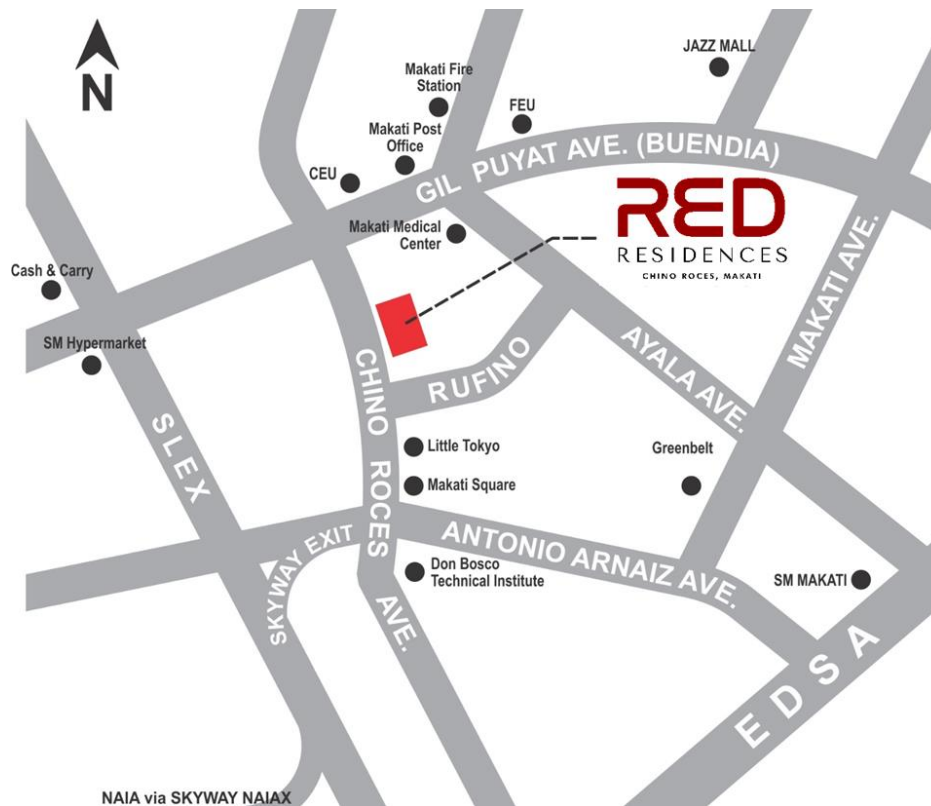 JAZZ MALL
Makati Fire
Station
FEU
Makati Post
Office
CEU
GIL PUYAT AVE. (BUENDIA)
N
RED
RESIDENCES
CHINO ROCES, MAKATI
Makati Medical
Center
Cash & Carry
SM Hypermarket
MAKATI AVE.
CHINO ROCES AVE.
RUFINO
AYALA AVE.
SLEX
Little Tokyo
Greenbelt
Makati Square
SKYWAY EXIT
ANTONIO ARNAIZ AVE.
Don Bosco
Technical Institute
SM MAKATI
EDSA
NAIA via SKYWAY NAIAX